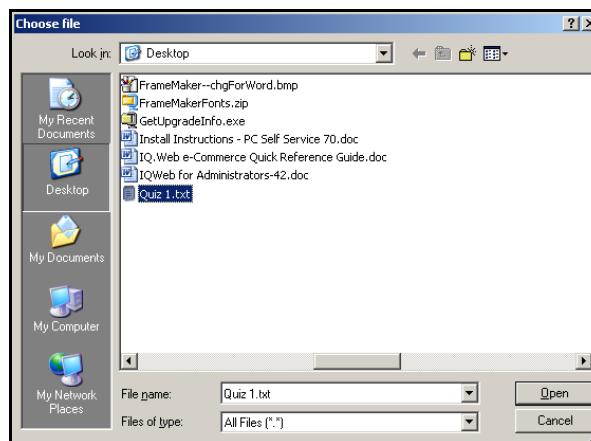 Choose file
Look in:
Desktop
My Recent
Documents
Desktop
My Documents
My Computer
My Network
Places
FrameMaker--chgForWord.bmp
FrameMakerFonts.zip
GetUpgradeInfo.exe
Install Instructions - PC Self Service 70.doc
IQ.Web e-Commerce Quick Reference Guide.doc
IQWeb for Administrators-42.doc
Quiz 1.txt
File name:
Quiz 1.txt
Open
Files of type:
All Files (*.*)
Cancel